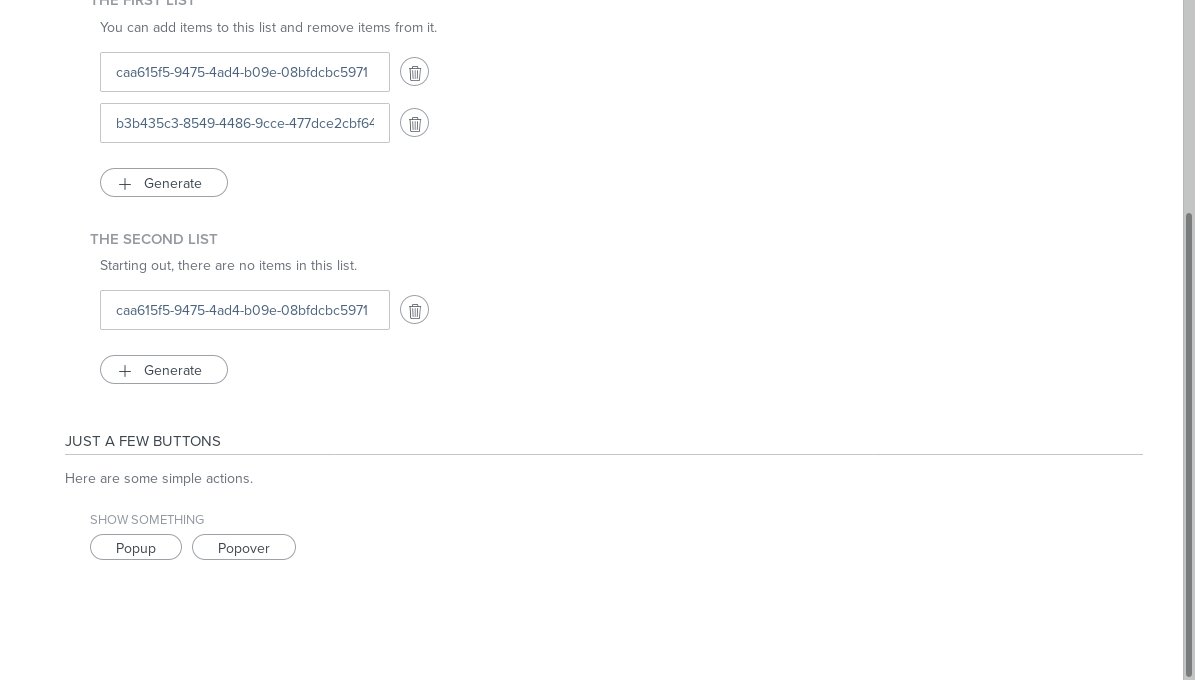 THE FIRST LIST
You can add items to this list and remove items from it.
caa615f5-9475-4ad4-b09e-08bfdcbc5971
b3b435c3-8549-4486-9cce-477dce2cbf64
Generate
THE SECOND LIST
Starting out, there are no items in this list.
caa615f5-9475-4ad4-b09e-08bfdcbc5971
Generate
JUST A FEW BUTTONS
Here are some simple actions.
SHOW SOMETHING
Popup Popover